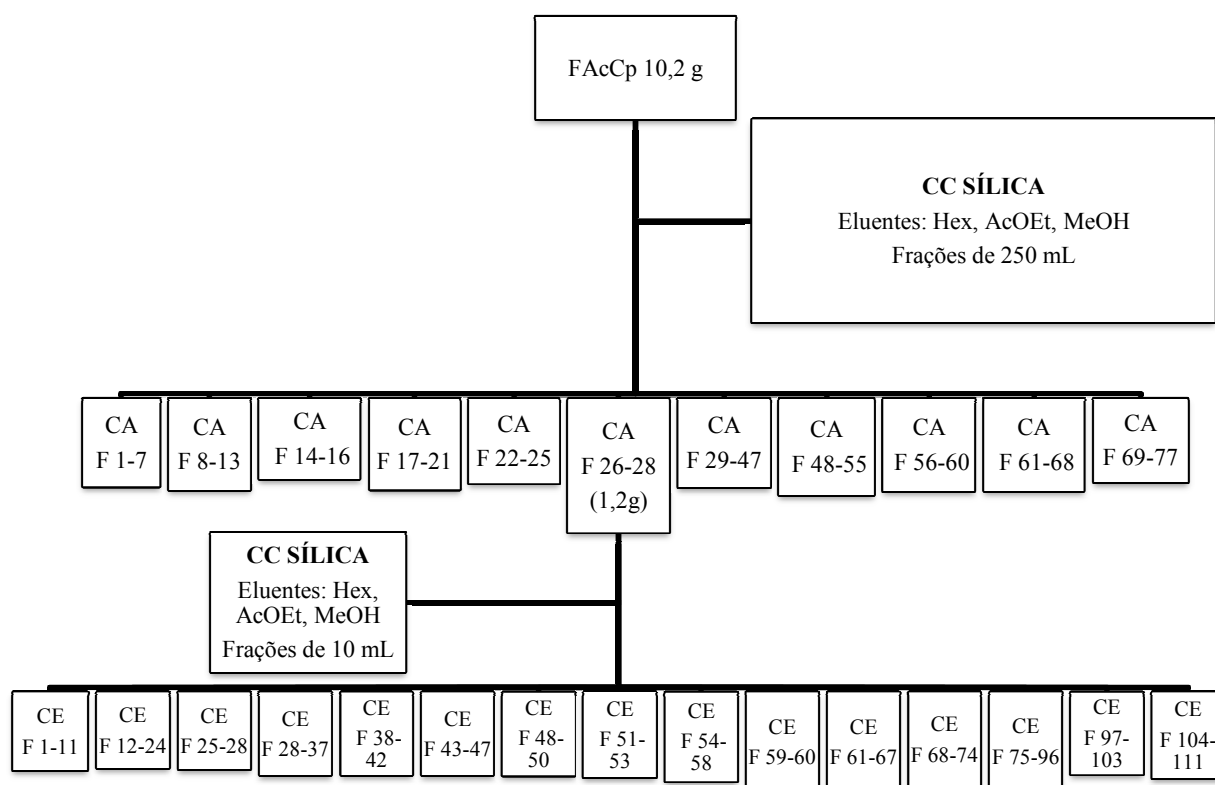 FAcCp 10,2 g
CC SÍLICA
Eluentes: Hex, AcOEt, MeOH
Frações de 250 mL
CA
F 1-7
CA
F 8-13
CA
F 14-16
CA
F 17-21
CA
F 22-25
CA
F 26-28
(1,2g)
CA
F 29-47
CA
F 48-55
CA
F 56-60
CA
F 61-68
CA
F 69-77
CC SÍLICA
Eluentes: Hex,
AcOEt, MeOH
Frações de 10 mL
CE
F 1-11
CE
F 12-24
CE
F 25-28
CE
F 28-37
CE
F 38-
42
CE
F 43-47
CE
F 48-
50
CE
F 51-
53
CE
F 54-
58
CE
F 59-60
CE
F 61-67
CE
F 68-74
CE
F 75-96
CE
F 97-
103
CE
F 104-
111